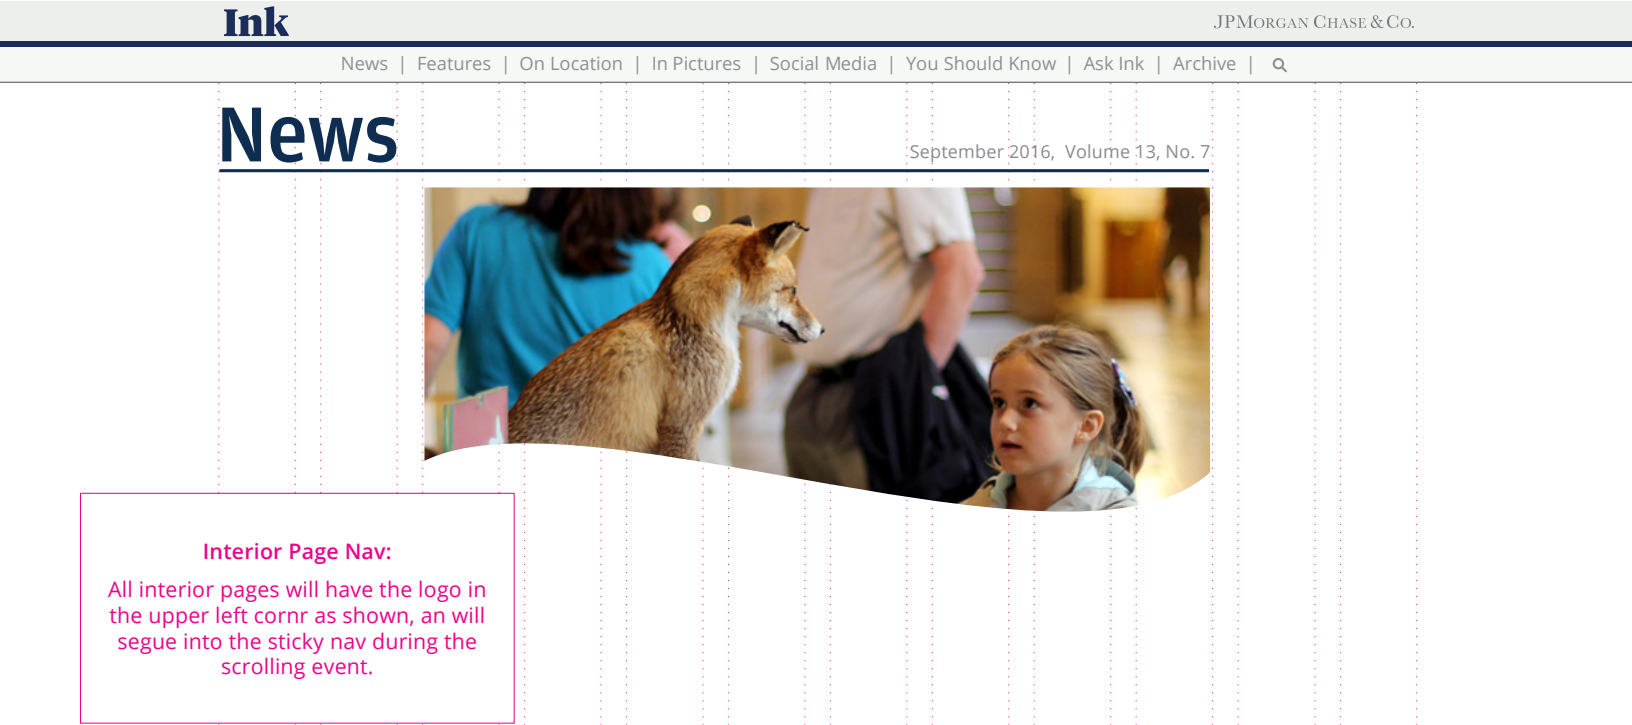 Ink
JPMORGAN CHASE & CO.
News | Features | On Location | In Pictures | Social Media | You Should Know | Ask Ink | Archive |
News
September 2016, Volume 13, No. 7
Interior Page Nav:
All interior pages will have the logo in
the upper left cornr as shown, an will
segue into the sticky nav during the
scrolling event.